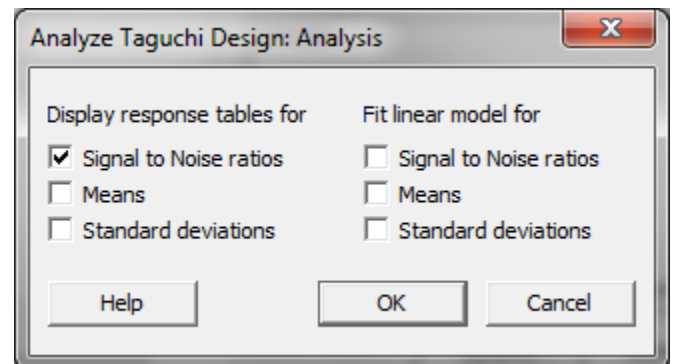 Analyze Taguchi Design: Analysis
Display response tables for
Signal to Noise ratios
Means
Standard deviations
Fit linear model for
Signal to Noise ratios
Means
Standard deviations
Help
OK
Cancel